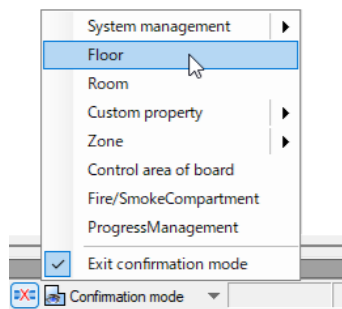 System management
Floor
Room
Custom property
Zone
Control area of board
Fire/SmokeCompartment
ProgressManagement
Exit confirmation mode
Confirmation mode